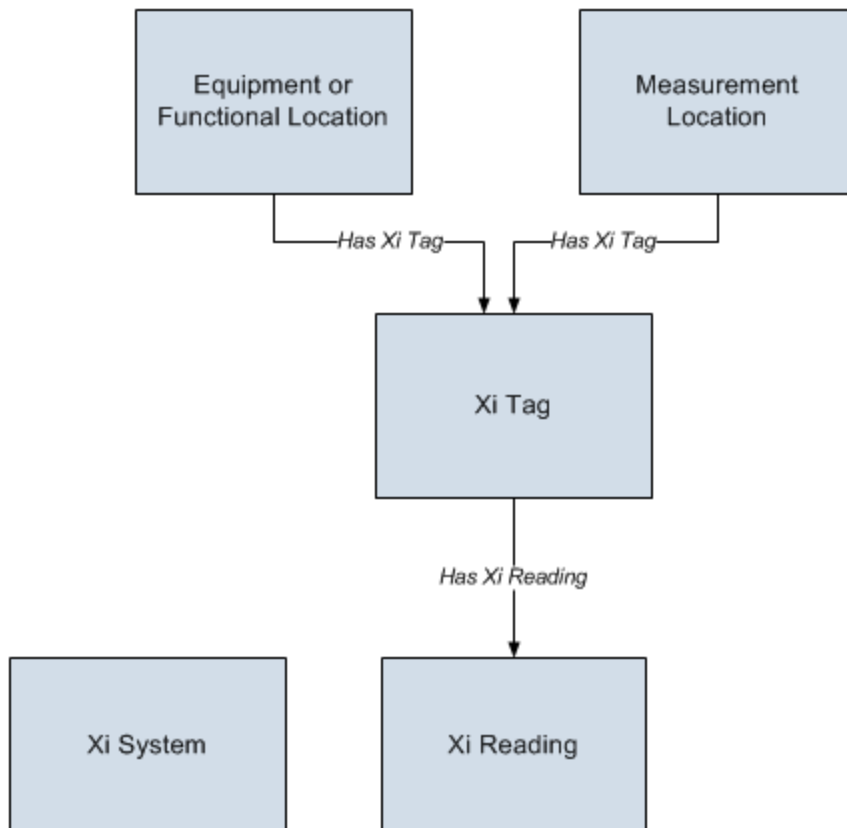 Equipment or
Functional Location
Measurement
Location
Has Xi Tag
Has Xi Tag
Xi Tag
Has Xi Reading
Xi System
Xi Reading